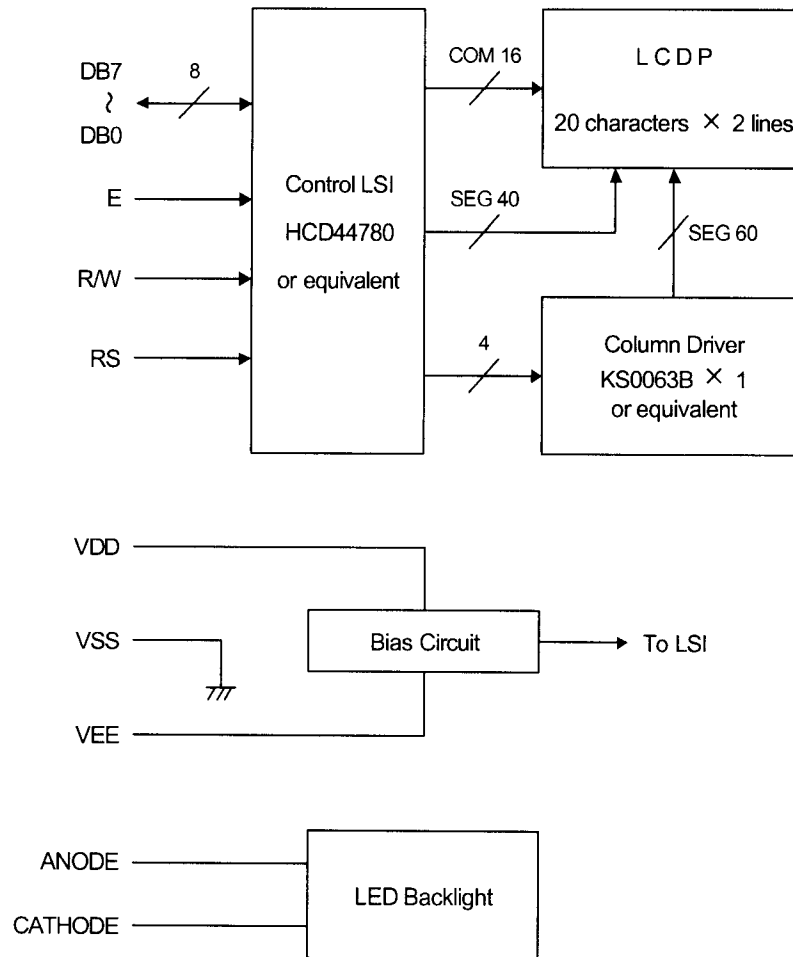 DB7
~
DB0
8
E
R/W
RS
Control LSI
HCD44780
or equivalent
COM 16
SEG 40
4
L C D P
20 characters × 2 lines
SEG 60
Column Driver
KS0063B × 1
or equivalent
VDD
VSS
VEE
Bias Circuit
To LSI
ANODE
CATHODE
LED Backlight